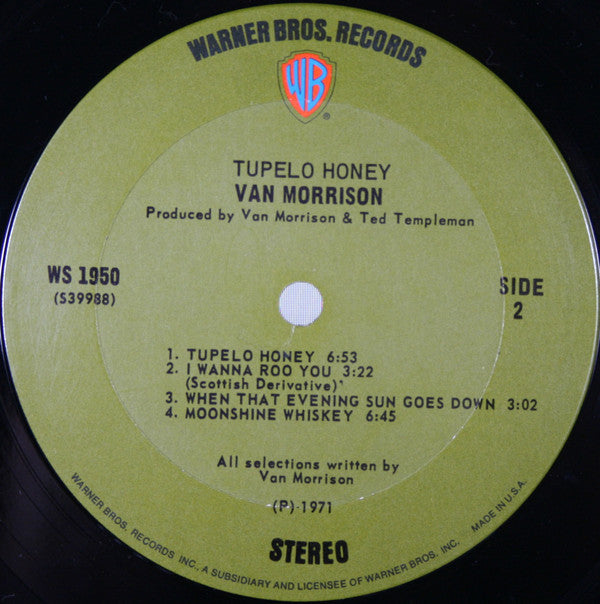 WARNER BROS. RECORDS
WB
®
TUPELO HONEY
VAN MORRISON
Produced by Van Morrison & Ted Templeman
WS 1950
(S39988)
SIDE
2
1. TUPELO HONEY 6:53
2. I WANNA ROO YOU 3:22
(Scottish Derivative)
3. WHEN THAT EVENING SUN GOES DOWN 3:02
4. MOONSHINE WHISKEY 6:45
All selections written by
Van Morrison
(P)-1971
STEREO
WARNER BROS. RECORDS INC., A SUBSIDIARY AND LICENSEE OF WARNER BROS. INC. MADE IN U.S.A.